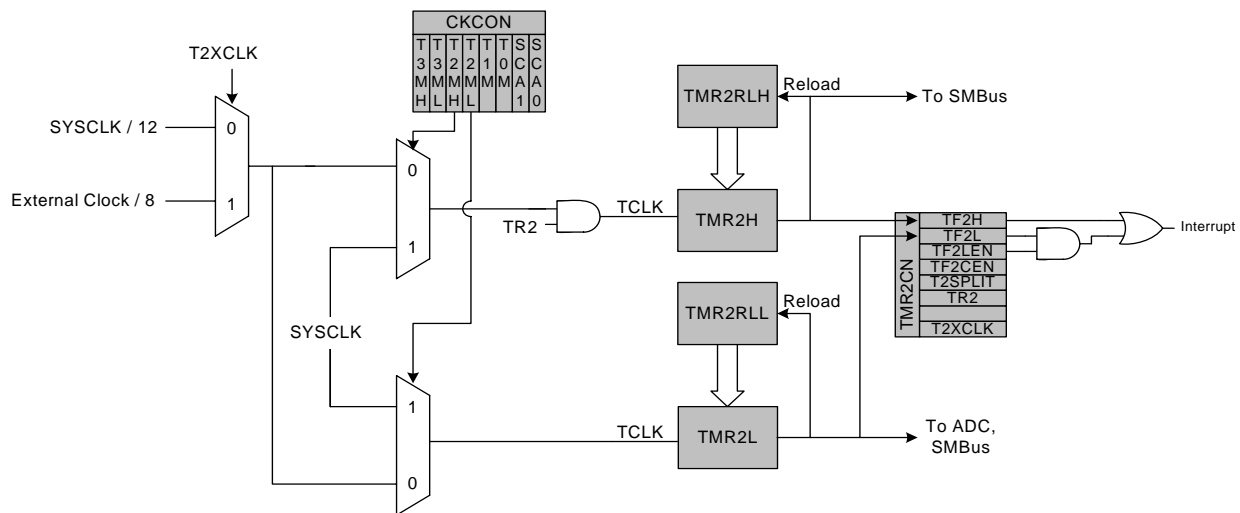 CKCON
T3MH
T3ML
T2MH
T2ML
T1M
T0M
SCA1
SCA0
T2XCLK
SYSCLK / 12
0
External Clock / 8
1
0
1
TR2
TCLK
TMR2RLH
Reload
To SMBus
TMR2H
TMR2CN
TF2H
TF2L
TF2LEN
TF2CEN
T2SPLIT
TR2
T2XCLK
Interrupt
SYSCLK
TMR2RLL
Reload
1
0
TCLK
TMR2L
To ADC,
SMBus